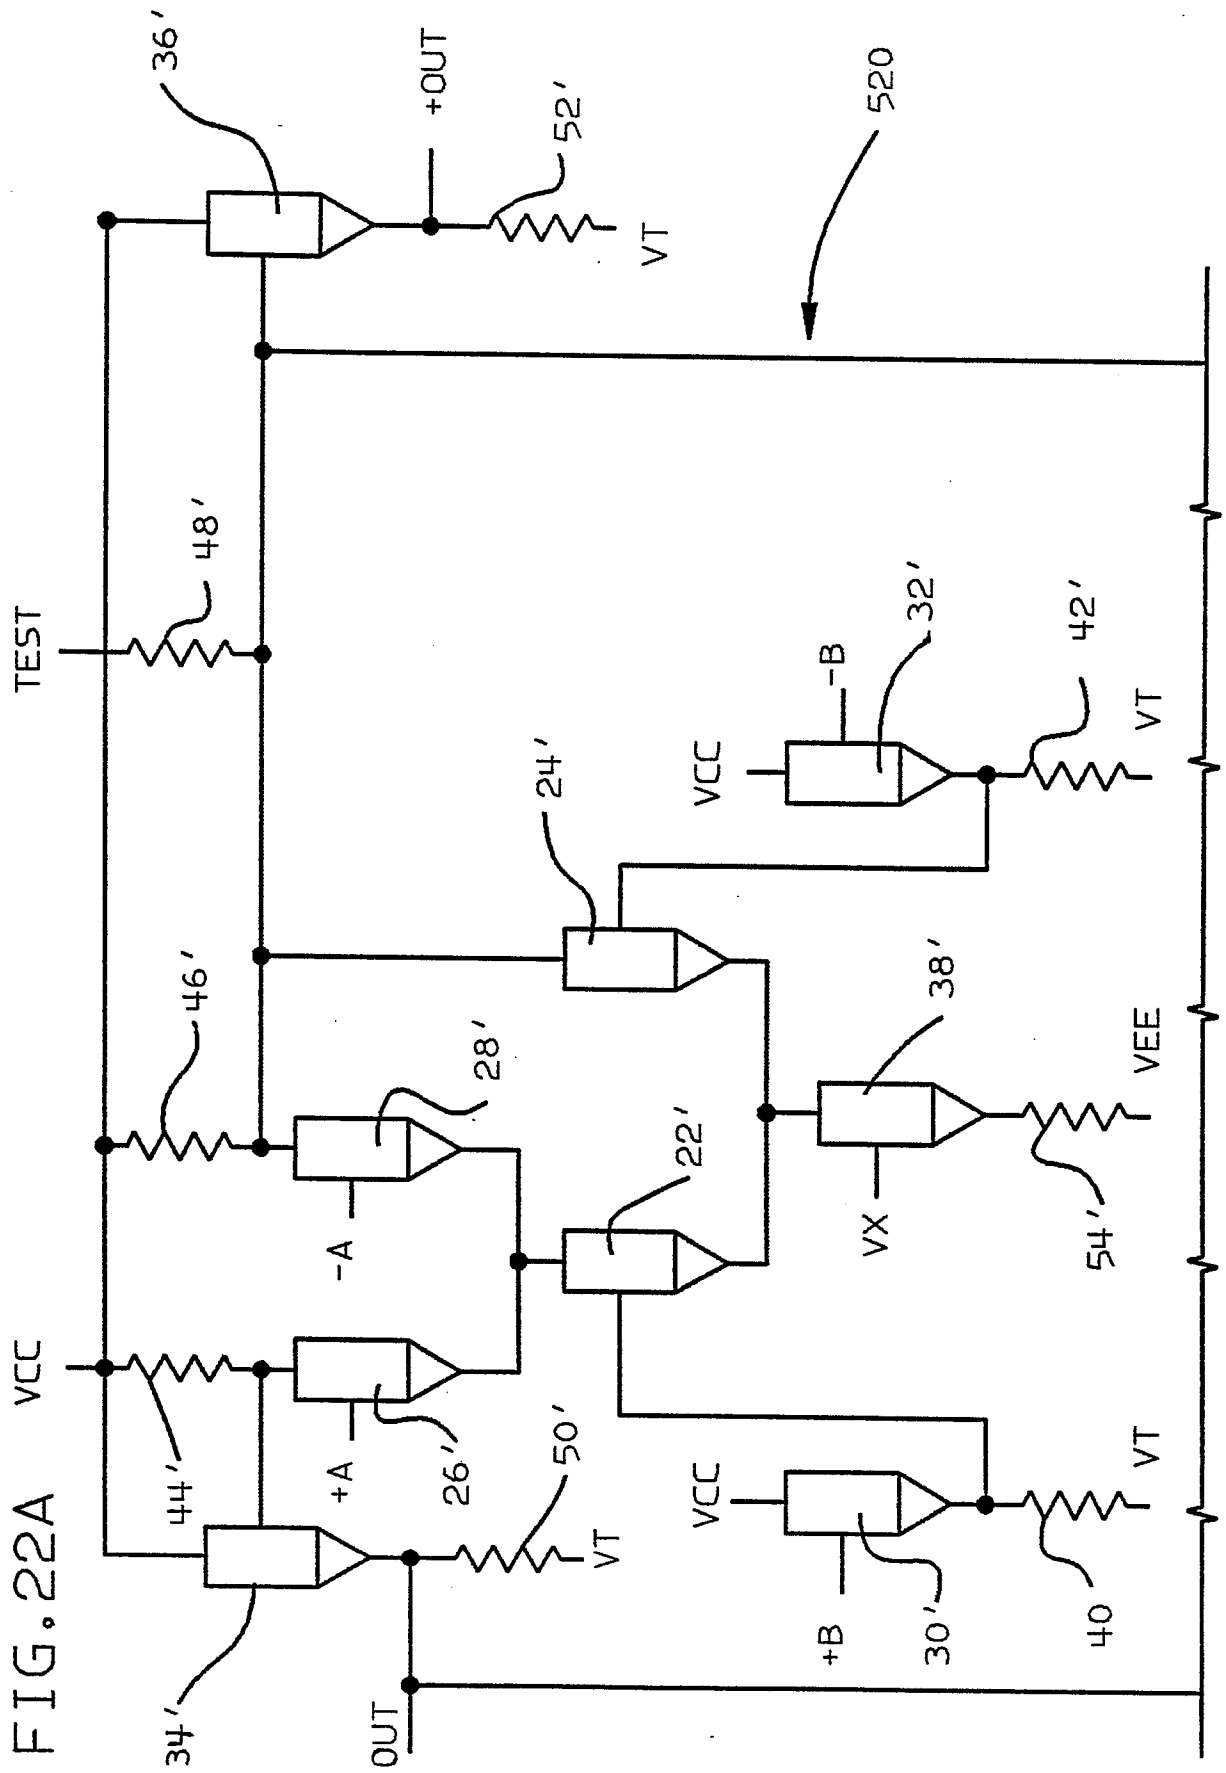 FIG.22A
VCC
TEST
36'
44'
46'
48'
34'
+A
-A
28'
26'
+OUT
OUT
50'
52'
VT
VT
24'
22'
520
VCC
VCC
-B
+B
30'
VX
38'
32'
40
VT
54'
VEE
42'
VT